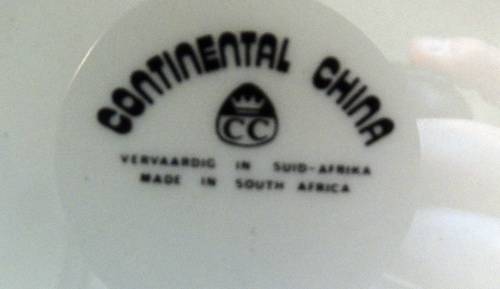 CONTINENTAL CHINA
CC
VERVAARDIG IN SUID-AFRIKA
MADE IN SOUTH AFRICA